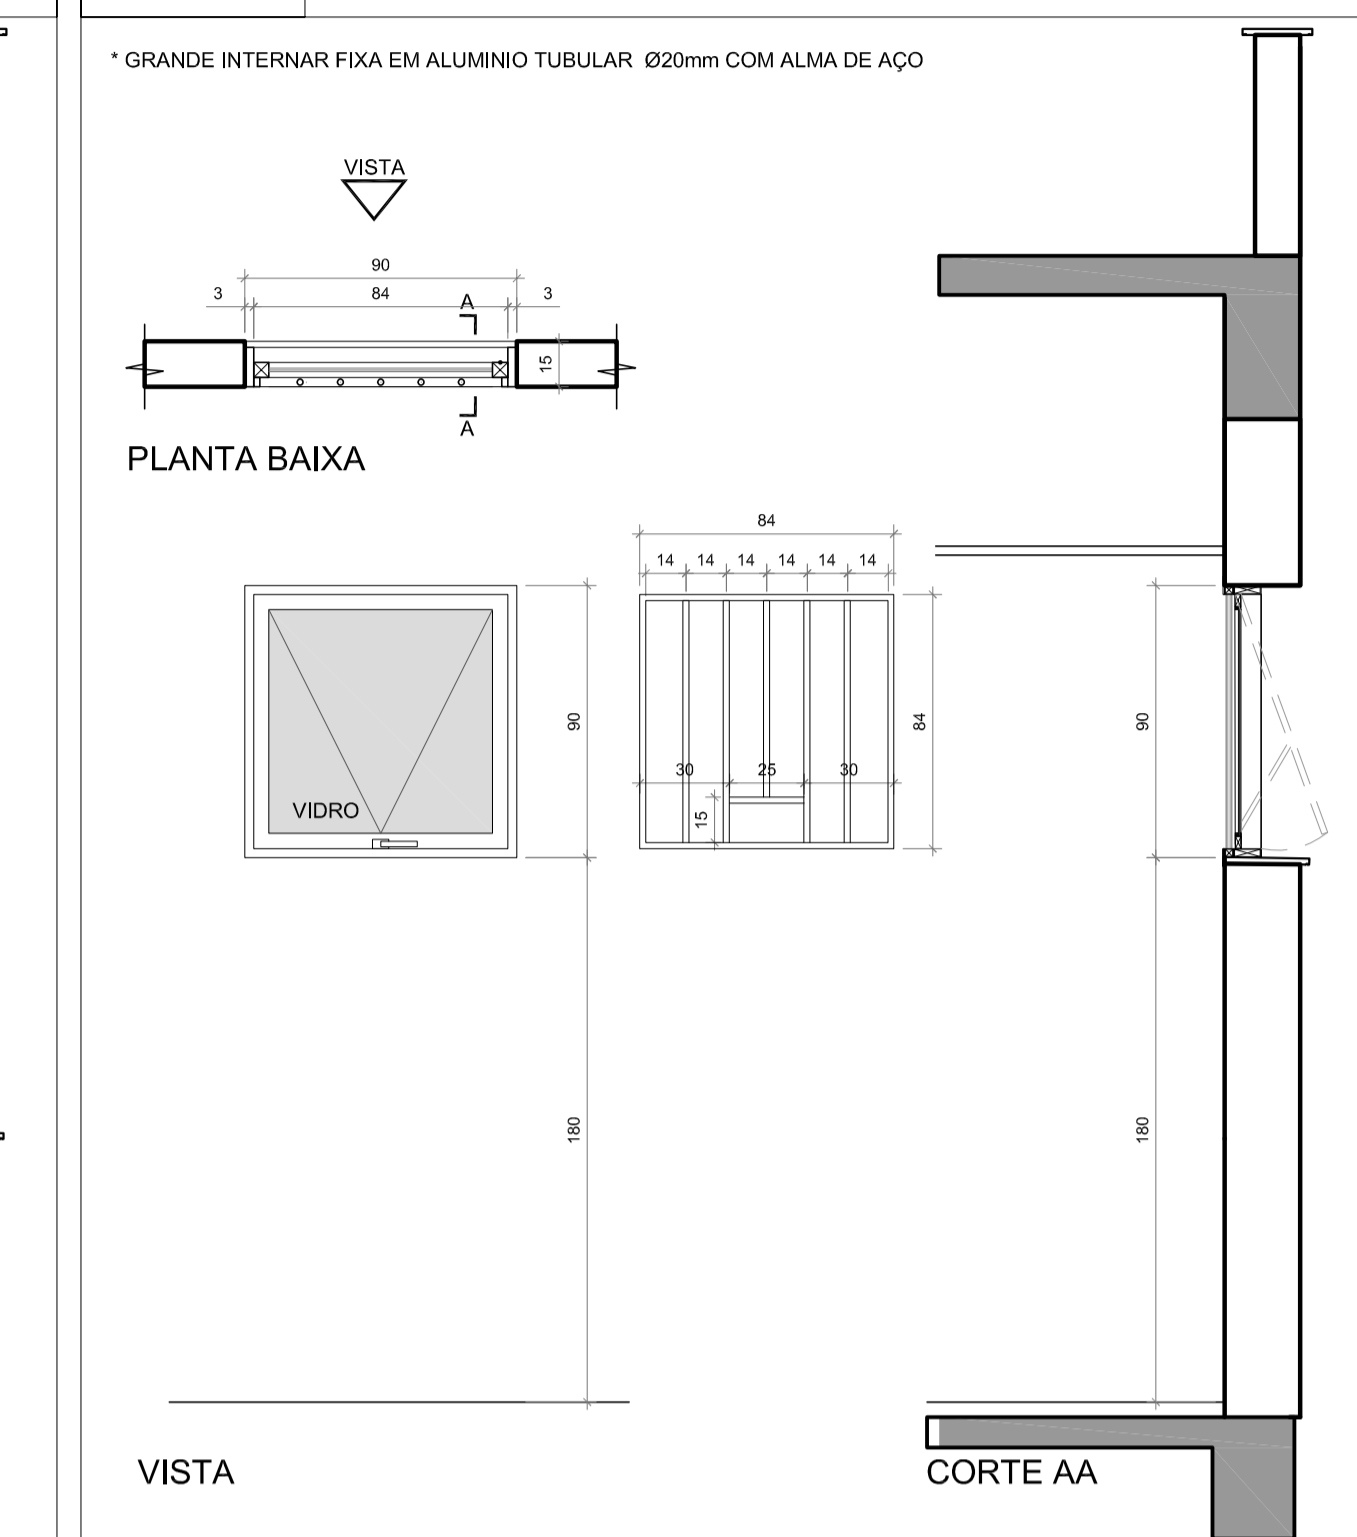 * GRANDE INTERNAR FIXA EM ALUMINIO TUBULAR Ø20mm COM ALMA DE AÇO
VISTA
90
3 84 A 3
15
A
PLANTA BAIXA
84
14 14 14 14 14 14
90 84 90
30 25 30
VIDRO 15
180 180
VISTA CORTE AA